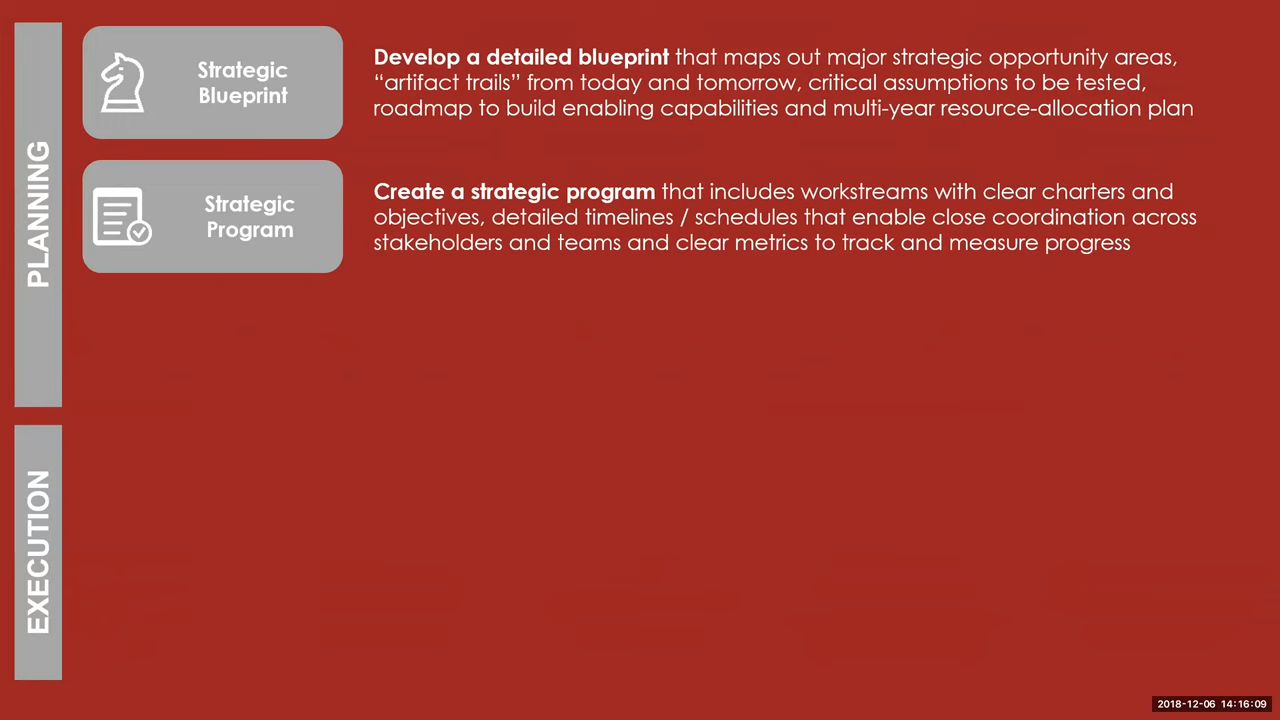 PLANNING
Strategic
Blueprint
Develop a detailed blueprint that maps out major strategic opportunity areas,
“artifact trails” from today and tomorrow, critical assumptions to be tested,
roadmap to build enabling capabilities and multi-year resource-allocation plan
Strategic
Program
Create a strategic program that includes workstreams with clear charters and
objectives, detailed timelines / schedules that enable close coordination across
stakeholders and teams and clear metrics to track and measure progress
EXECUTION
2018-12-06 14:16:09